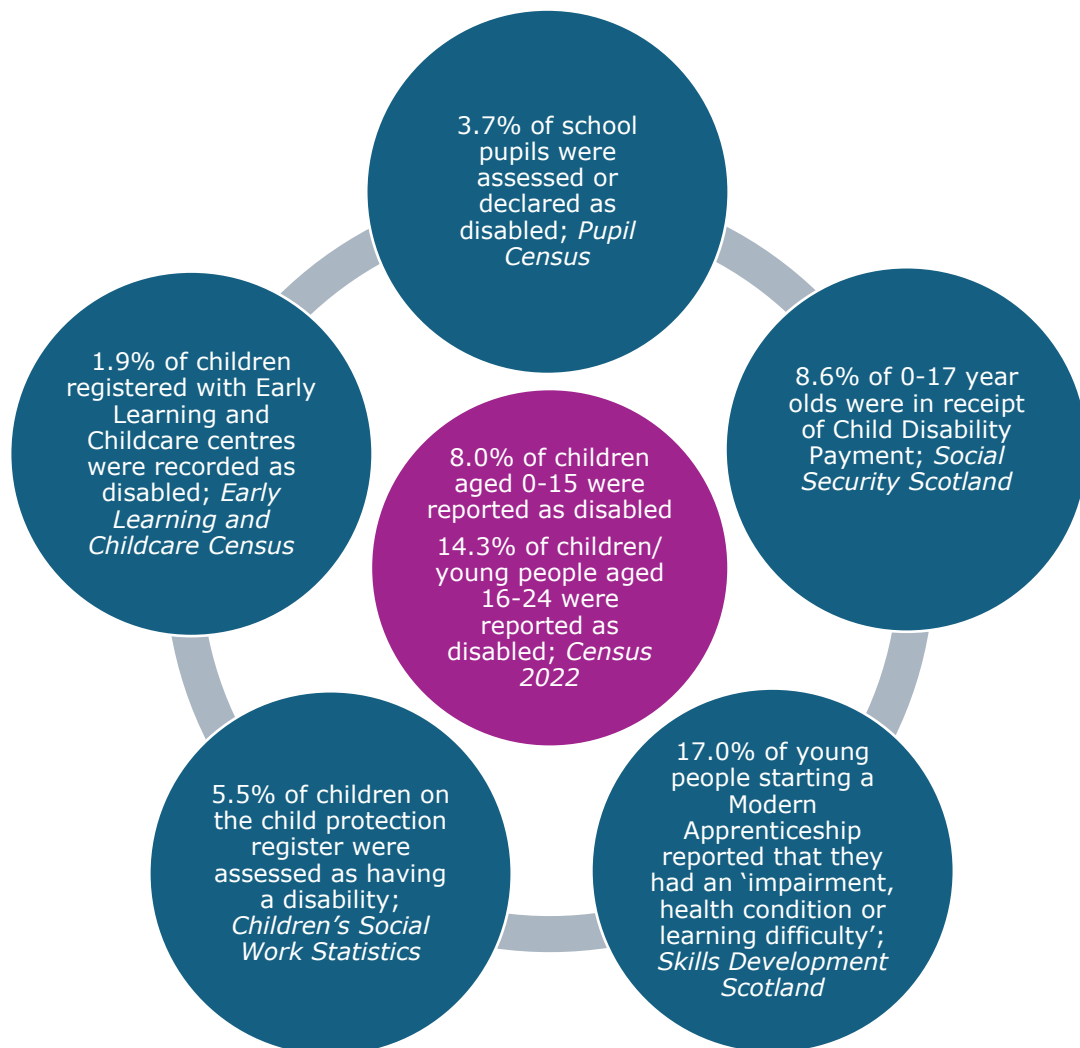 3.7% of school
pupils were
assessed or
declared as
disabled; Pupil
Census
8.6% of 0-17 year
olds were in receipt
of Child Disability
Payment; Social
Security Scotland
17.0% of young
people starting a
Modern
Apprenticeship
reported that they
had an ‘impairment,
health condition or
learning difficulty’;
Skills Development
Scotland
5.5% of children on
the child protection
register were
assessed as having
a disability;
Children’s Social
Work Statistics
1.9% of children
registered with Early
Learning and
Childcare centres
were recorded as
disabled; Early
Learning and
Childcare Census
8.0% of children
aged 0-15 were
reported as disabled
14.3% of children/
young people aged
16-24 were
reported as
disabled; Census
2022